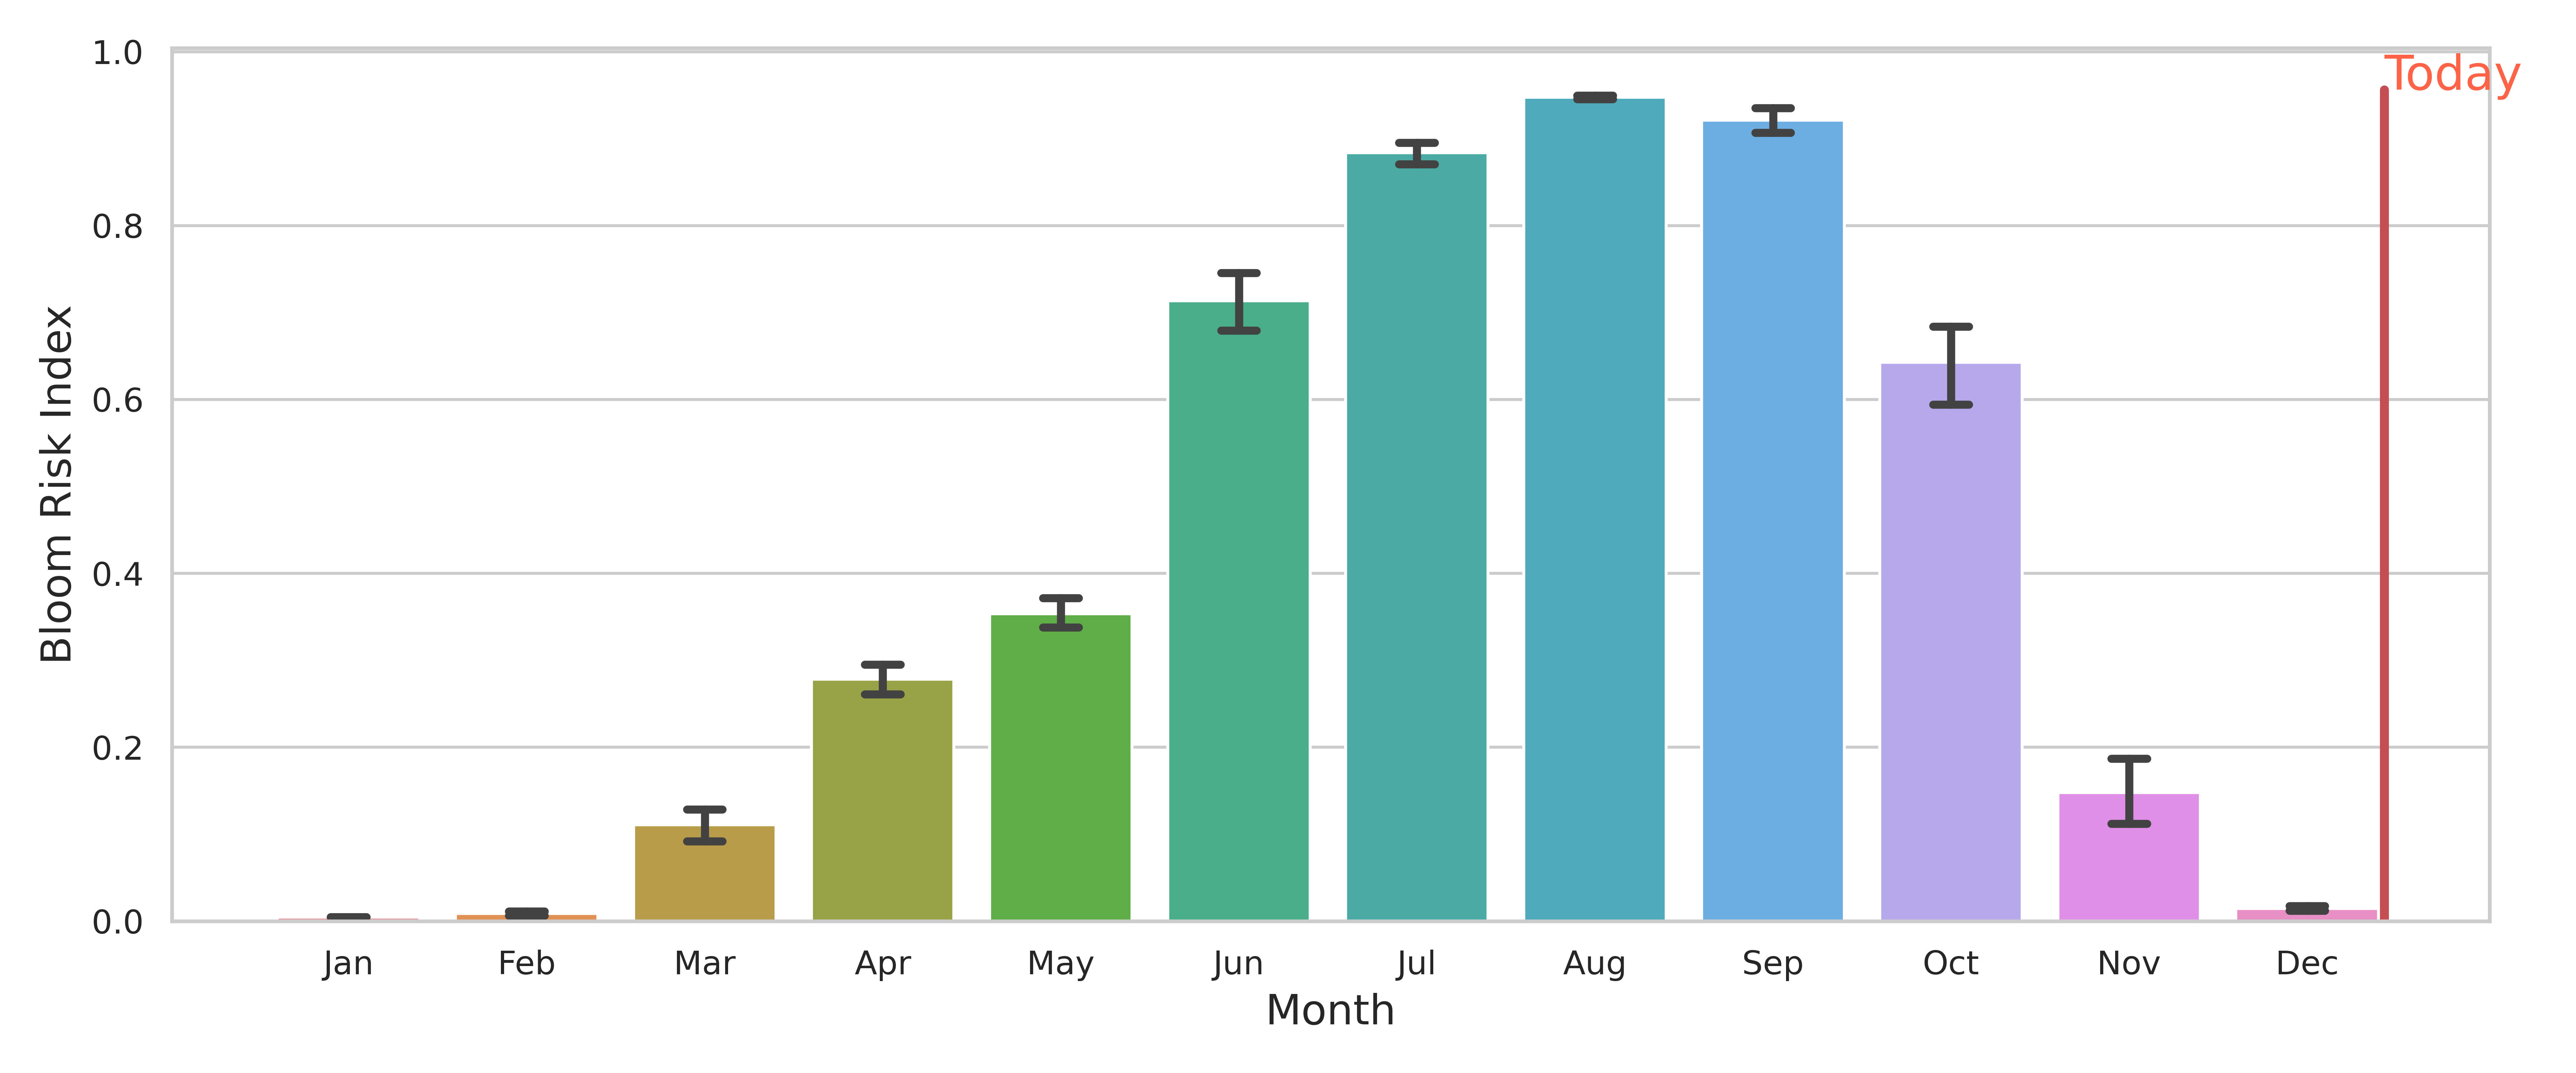 Today
Bloom Risk Index
1.0
0.8
0.6
0.4
0.2
0.0
Jan Feb Mar Apr May Jun Jul Aug Sep Oct Nov Dec
Month